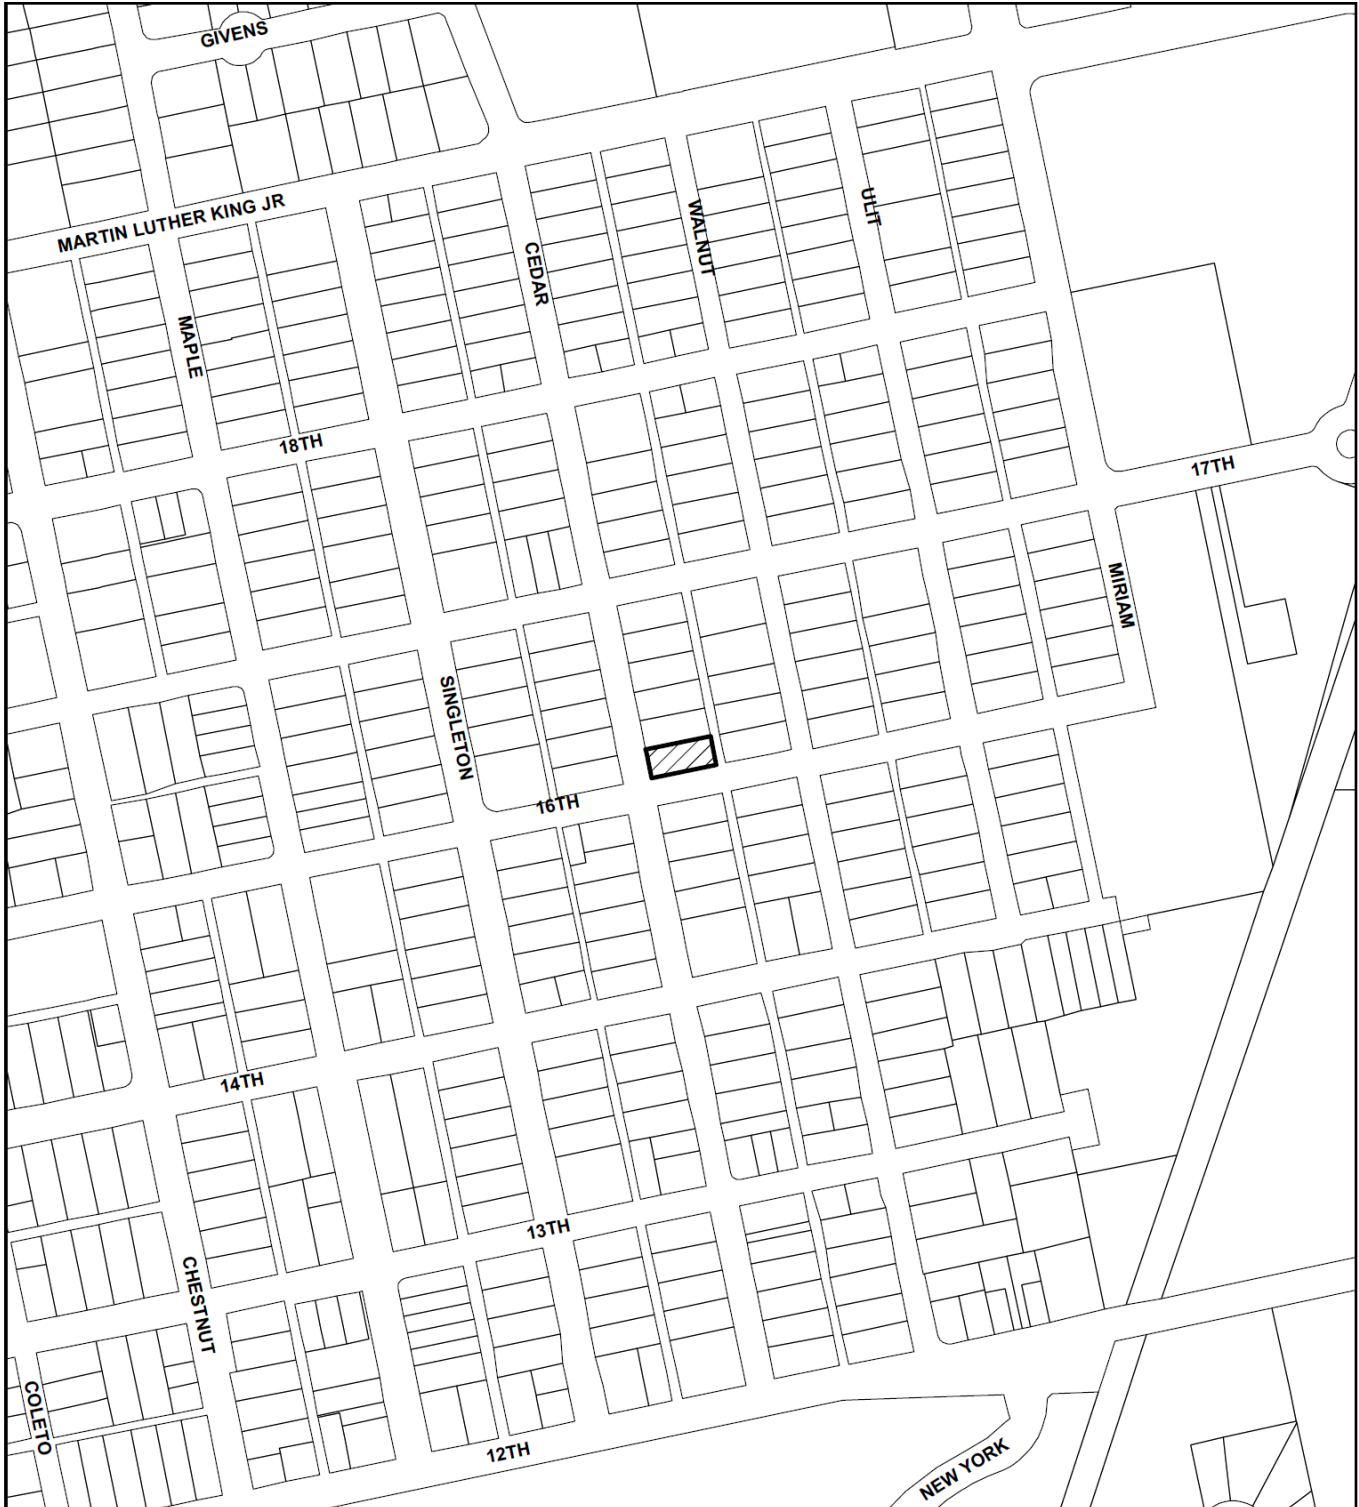 GIVENS
MARTIN LUTHER KING JR
ULIT
WALNUT
CEDAR
MAPLE
18TH
17TH
MIRIAM
SINGLETON
16TH
14TH
13TH
CHESTNUT
COLETO
12TH
NEW YORK